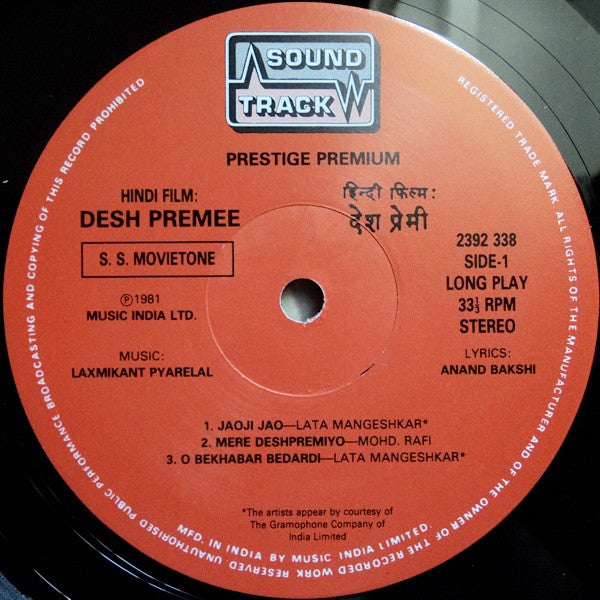 SOUND
TRACK
PRESTIGE PREMIUM
HINDI FILM:
DESH PREMEE
हिन्दी फिल्म:
देश प्रेमी
S. S. MOVIETONE
℗1981
MUSIC INDIA LTD.
2392 338
SIDE-1
LONG PLAY
33⅓ RPM
STEREO
MUSIC:
LAXMIKANT PYARELAL
LYRICS:
ANAND BAKSHI
1. JAOJI JAO—LATA MANGESHKAR*
2. MERE DESHPREMIYO—MOHD. RAFI
3. O BEKHABAR BEDARDI—LATA MANGESHKAR*
*The artists appear by courtesy of
The Gramophone Company of
India Limited
MFD. IN INDIA BY MUSIC INDIA LIMITED.
REGISTERED TRADE MARK. ALL RIGHTS OF THE MANUFACTURER AND OF THE OWNER OF THE RECORDED WORK RESERVED UNAUTHORISED PUBLIC PERFORMANCE BROADCASTING AND COPYING OF THIS RECORD PROHIBITED